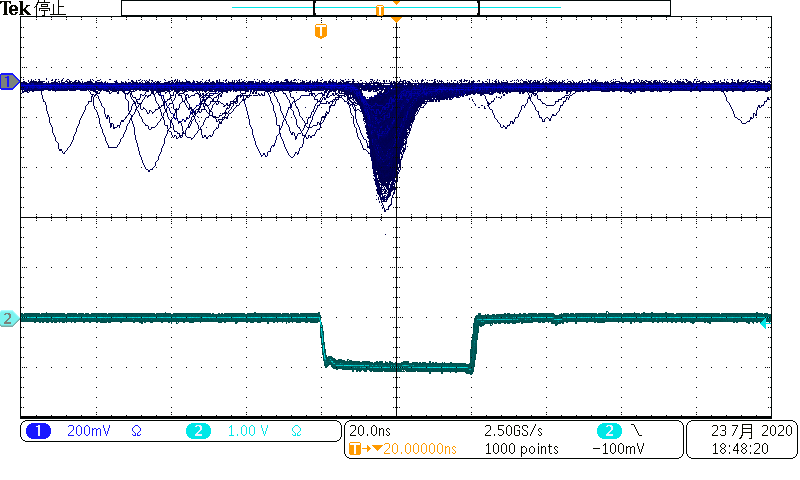 Tek 停止
T
T
1
2
1 200mV Ω 2 1.00 V Ω
20.0ns 2.50GS/s 2 \
T→▼20.00000ns 1000 points −100mV
23 7月 2020
18:48:20